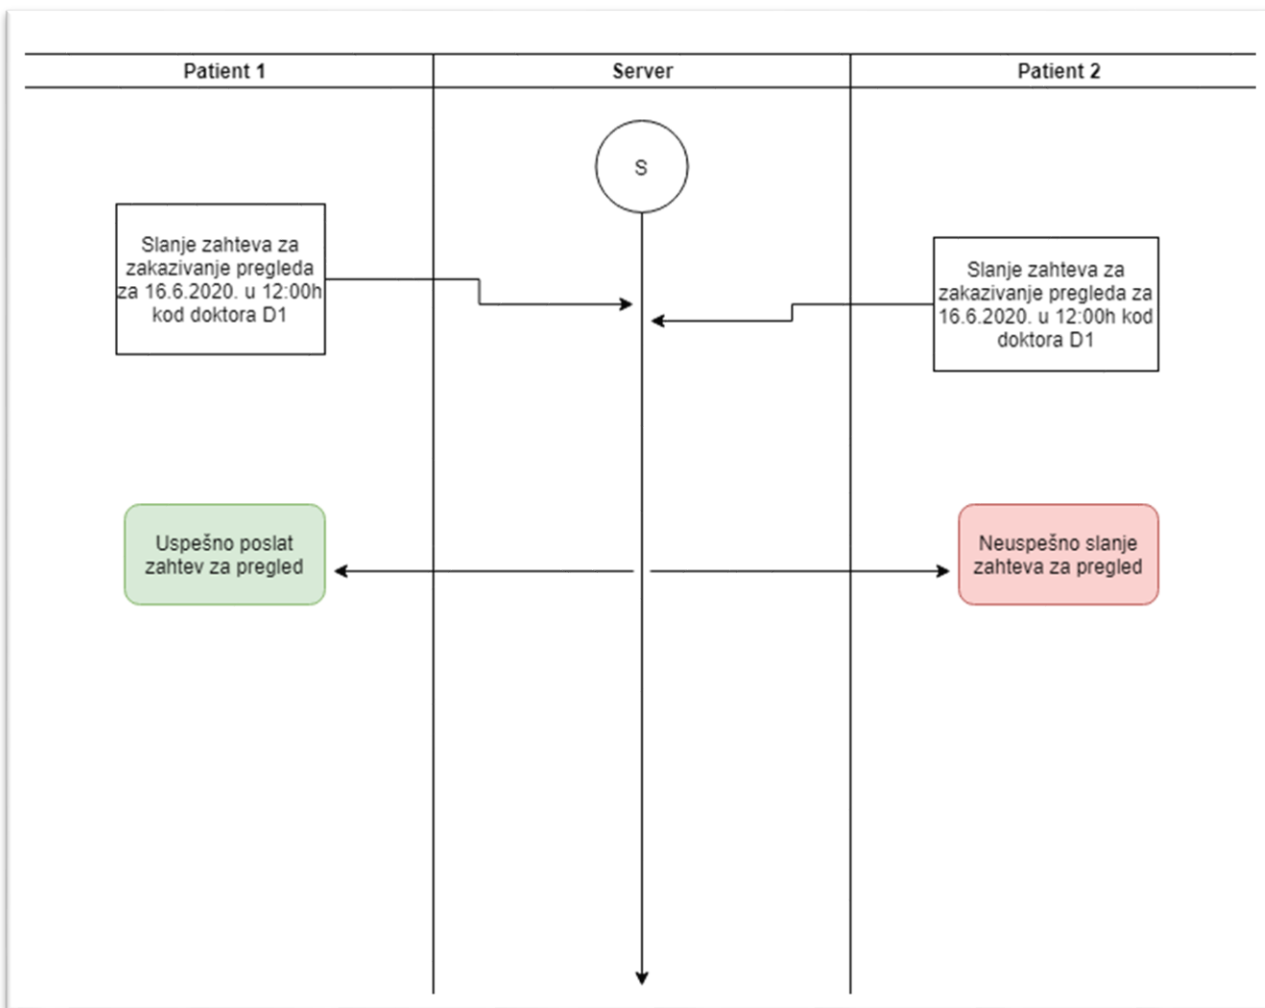 Patient 1
Server
Patient 2
S
Slanje zahteva za
zakazivanje pregleda
za 16.6.2020. u 12:00h
kod doktora D1
Slanje zahteva za
zakazivanje pregleda za
16.6.2020. u 12:00h kod
doktora D1
Uspešno poslat
zahtev za pregled
Neuspešno slanje
zahteva za pregled